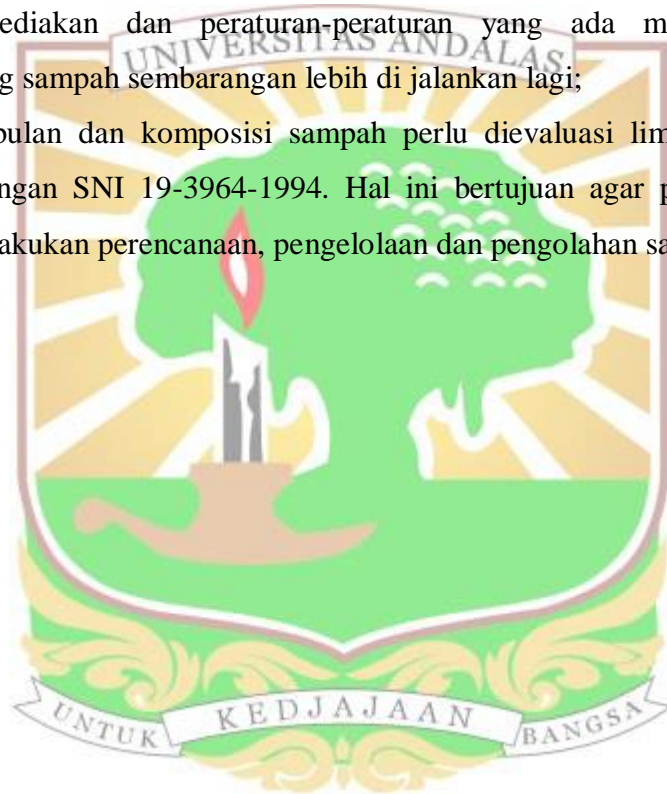 ediakan dan peraturan-peraturan yang ada m
UNIVERSITAS ANDALAS
g sampah sembarangan lebih di jalankan lagi;
bulan dan komposisi sampah perlu dievaluasi lim
ngan SNI 19-3964-1994. Hal ini bertujuan agar p
akukan perencanaan, pengelolaan dan pengolahan sa
UNTUK KEDJAJAAN BANGSA